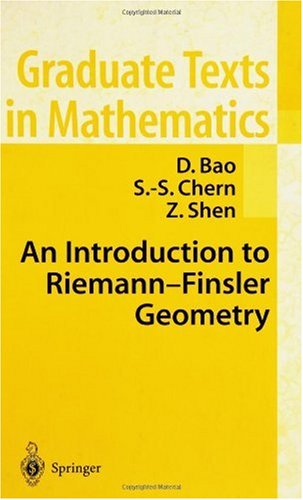 Graduate Texts
in Mathematics
D. Bao
S.-S. Chern
Z. Shen
An Introduction to
Riemann–Finsler
Geometry
Springer